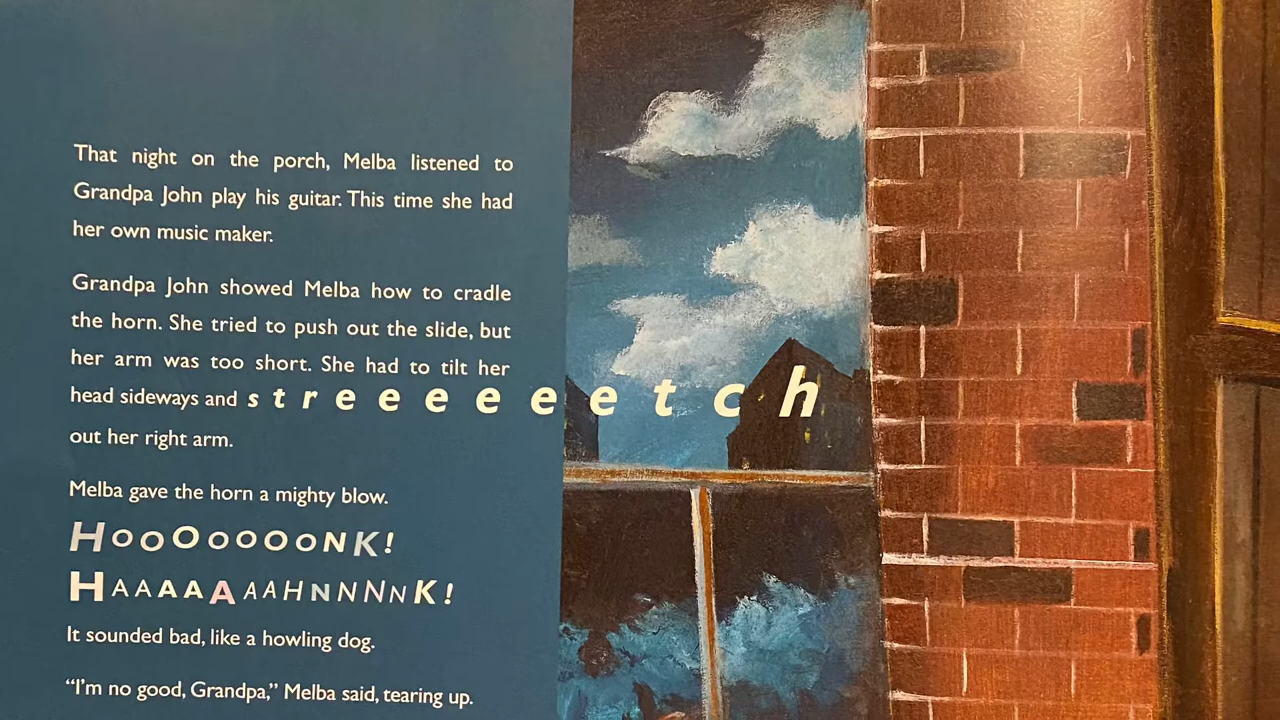 That night on the porch, Melba listened to
Grandpa John play his guitar. This time she had
her own music maker.
Grandpa John showed Melba how to cradle
the horn. She tried to push out the slide, but
her arm was too short. She had to tilt her
head sideways and streeeeeetch
out her right arm.
Melba gave the horn a mighty blow.
HOOOOOOONK!
HAAAAAAAHNNNNNK!
It sounded bad, like a howling dog.
“I’m no good, Grandpa,” Melba said, tearing up.